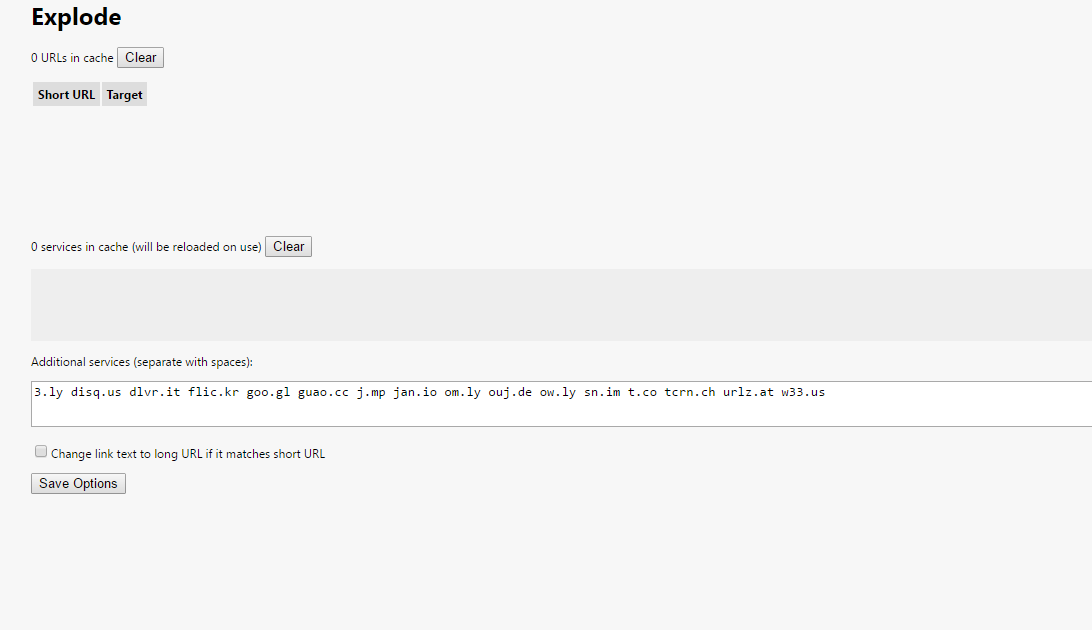 Explode
0 URLs in cache Clear
Short URL Target
0 services in cache (will be reloaded on use) Clear
Additional services (separate with spaces):
3.ly disq.us dlvr.it flic.kr goo.gl guao.cc j.mp jan.io om.ly ouj.de ow.ly sn.im t.co tcrn.ch urlz.at w33.us
Change link text to long URL if it matches short URL
Save Options